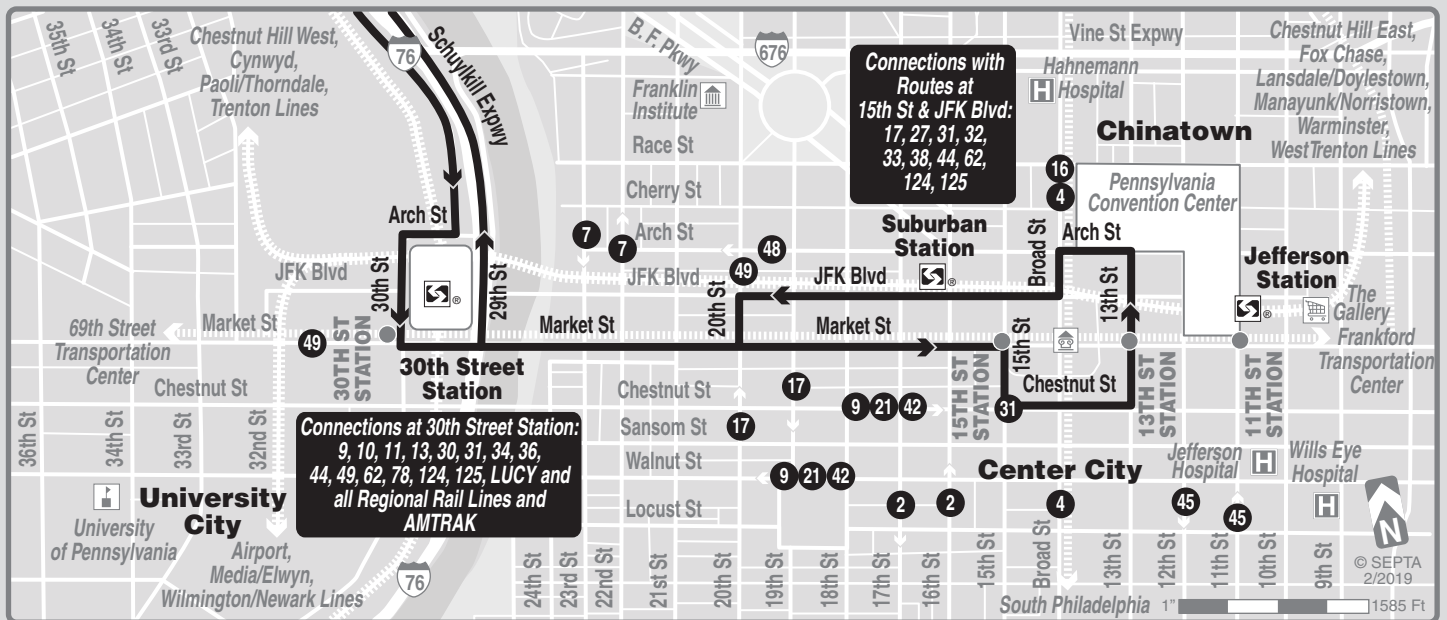 35th St
34th St
33rd St
Chestnut Hill West,
Cynwyd,
Paoli/Thorndale,
Trenton Lines
76
Schuylkill Expwy
B. F. Pkwy
676
Franklin
Institute
Race St
Cherry St
Arch St
Connections with
Routes at
15th St & JFK Blvd:
17, 27, 31, 32,
33, 38, 44, 62,
124, 125
Vine St Expwy
Hahnemann
Hospital
H
Chinatown
16
4
Pennsylvania
Convention Center
Chestnut Hill East,
Fox Chase,
Lansdale/Doylestown,
Manayunk/Norristown,
Warminster,
WestTrenton Lines
Arch St
JFK Blvd
30th St
S
®
29th St
7
7
48
49
JFK Blvd
JFK Blvd
Suburban
Station
S
®
Broad St
Arch St
13th St
Jefferson
Station
S
®
The
Gallery
Frankford
Transportation
Center
69th Street
Transportation
Center
Market St
49
30TH ST
STATION
30th Street
Station
Market St
20th St
Market St
15th St
15TH ST
STATION
Chestnut St
31
13TH ST
STATION
11TH ST
STATION
Chestnut St
Chestnut St
Sansom St
Walnut St
Locust St
17
17
9 21 42
9 21 42
2
2
Center City
4
Jefferson
Hospital
H
45
45
Wills Eye
Hospital
H
N
36th St
34th St
33rd St
32nd St
Connections at 30th Street Station:
9, 10, 11, 13, 30, 31, 34, 36,
44, 49, 62, 78, 124, 125, LUCY and
all Regional Rail Lines and
AMTRAK
University
City
University
of Pennsylvania
Airport,
Media/Elwyn,
Wilmington/Newark Lines
76
24th St
23rd St
22nd St
21st St
20th St
19th St
18th St
17th St
16th St
15th St
Broad St
13th St
12th St
11th St
10th St
9th St
© SEPTA
2/2019
South Philadelphia
1"
1585 Ft